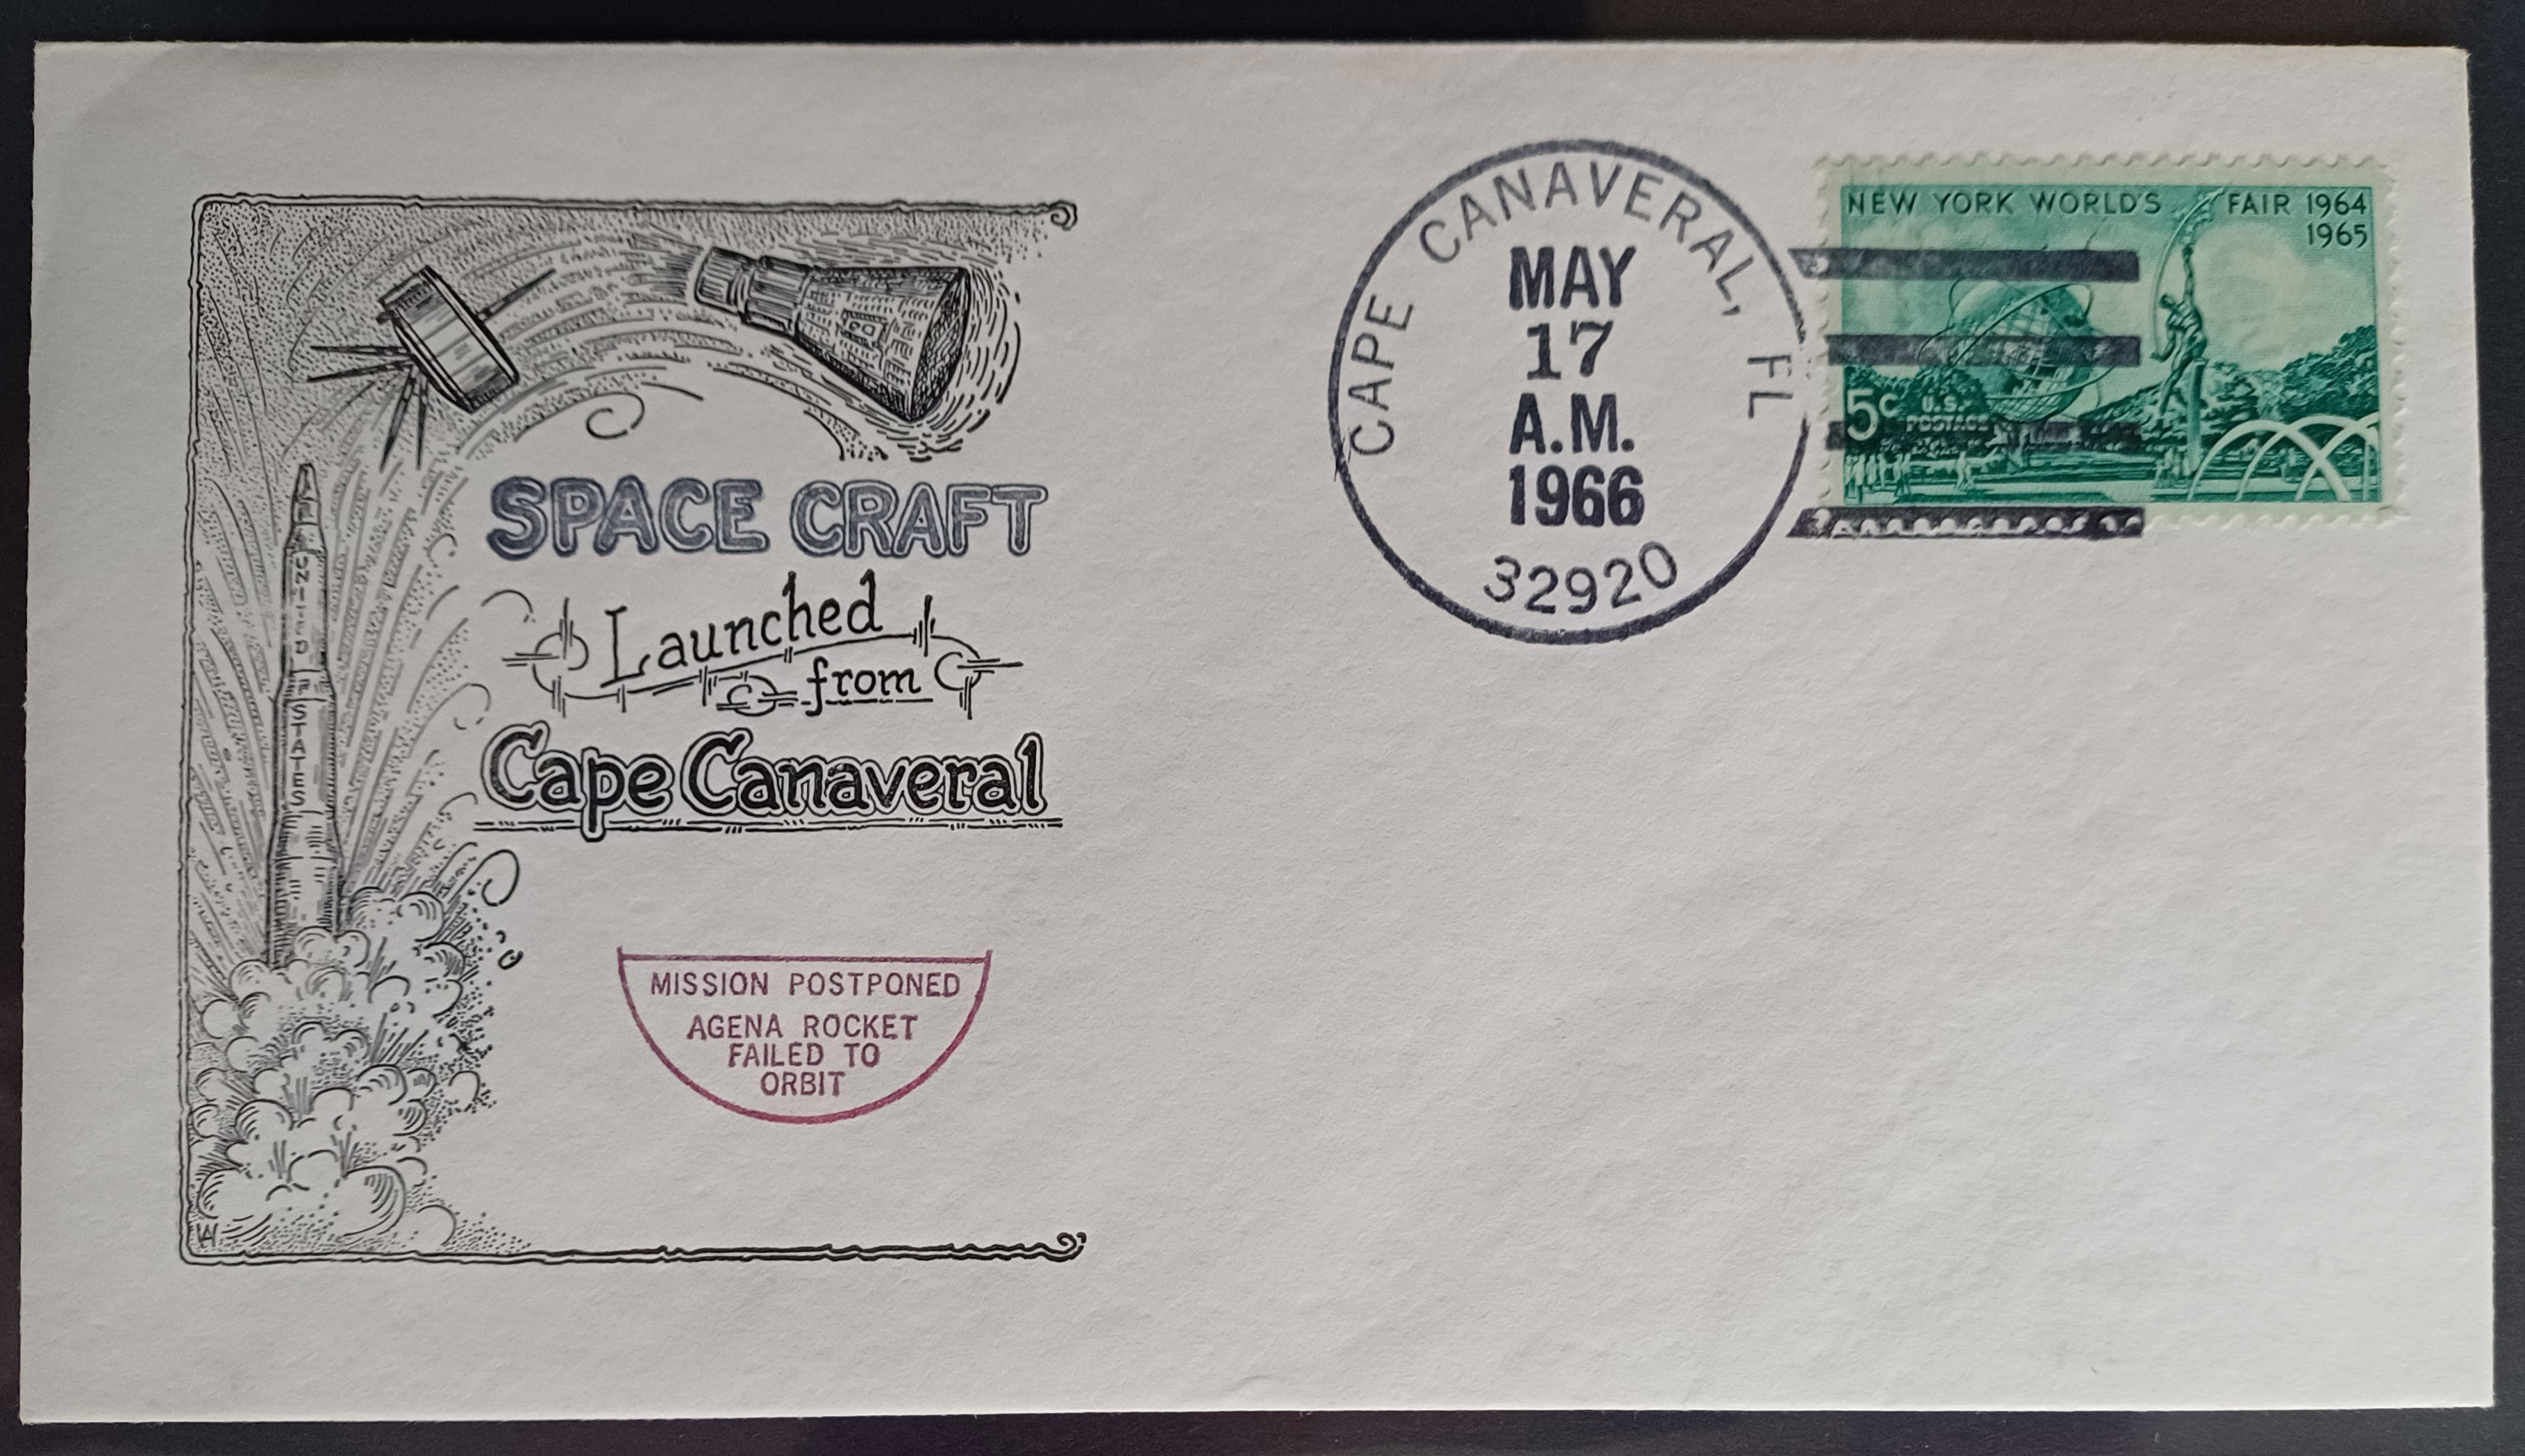 UNITED
STATES
SPACE CRAFT
Launched
from
Cape Canaveral
MISSION POSTPONED
AGENA ROCKET
FAILED TO
ORBIT
CAPE CANAVERAL, FL
MAY
17
A.M.
1966
32920
NEW YORK WORLD'S FAIR 1964
1965
5c U.S.
POSTAGE